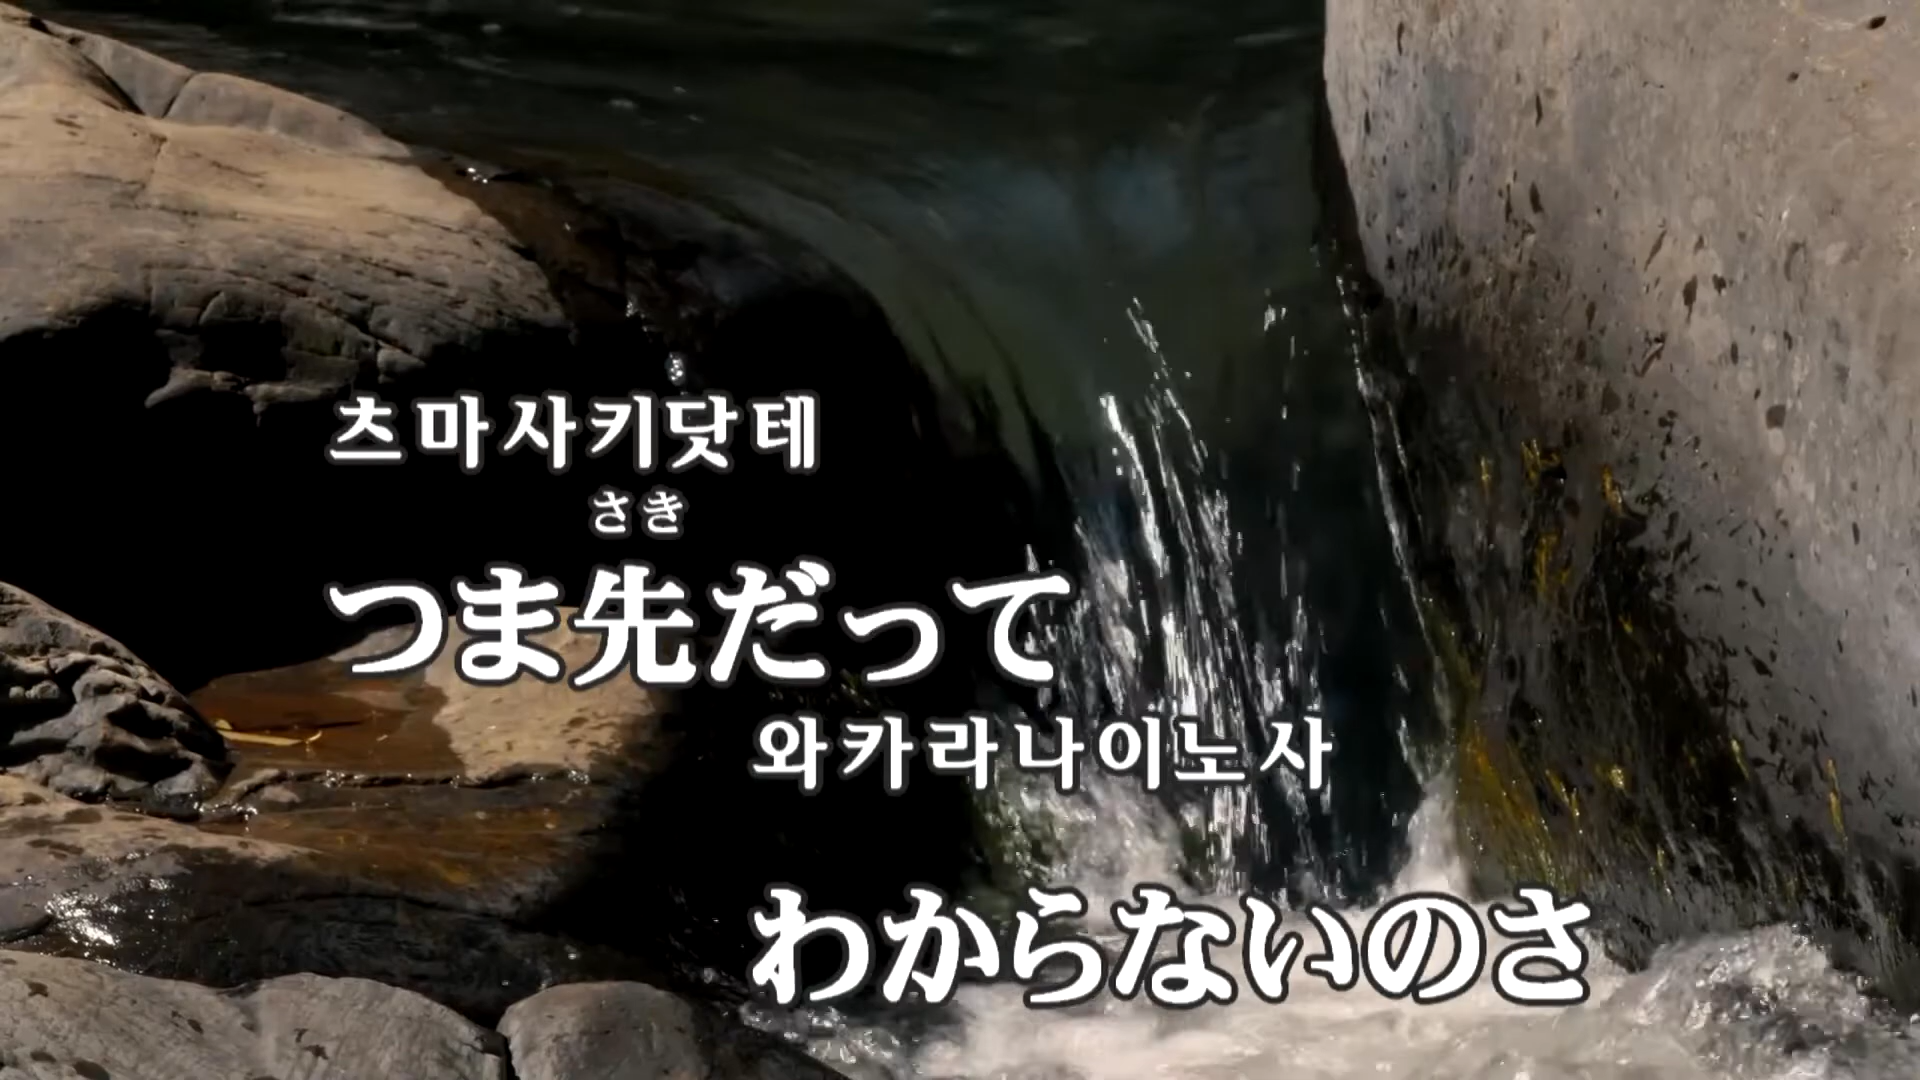 츠마사키닷테
さき
つま先だって
와카라나이노사
わからないのさ